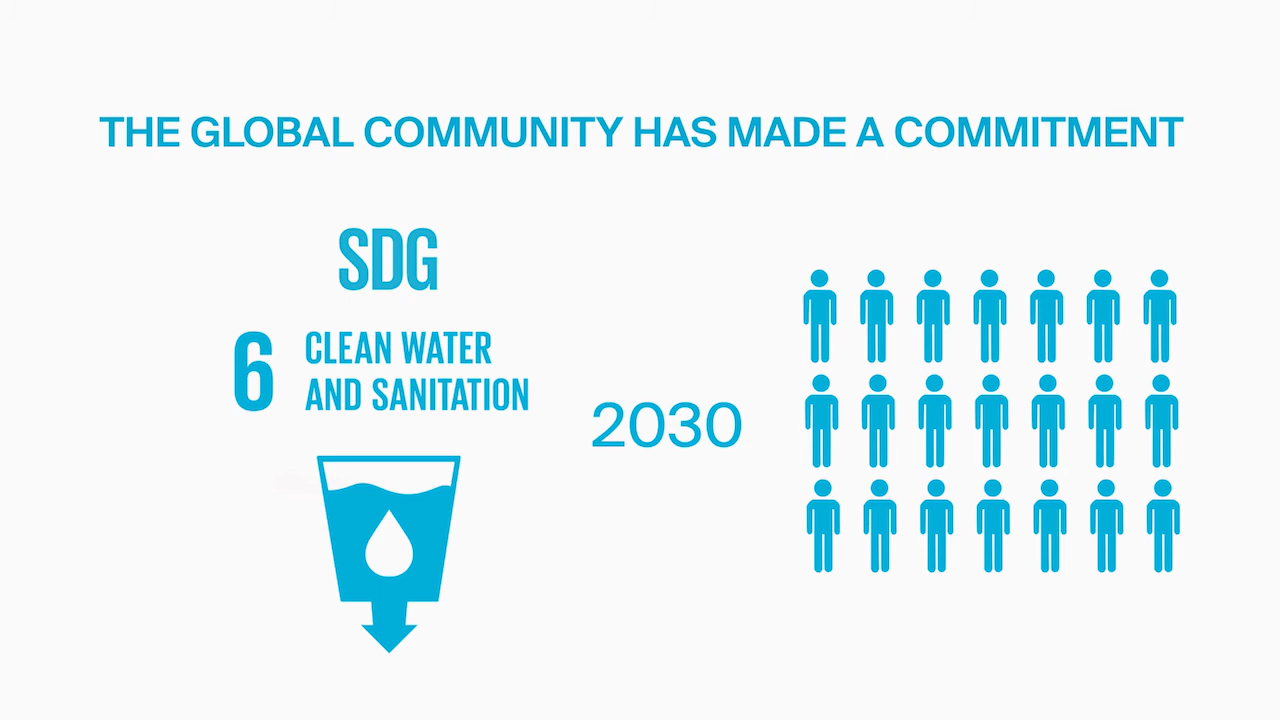 THE GLOBAL COMMUNITY HAS MADE A COMMITMENT
SDG
6
CLEAN WATER
AND SANITATION
2030